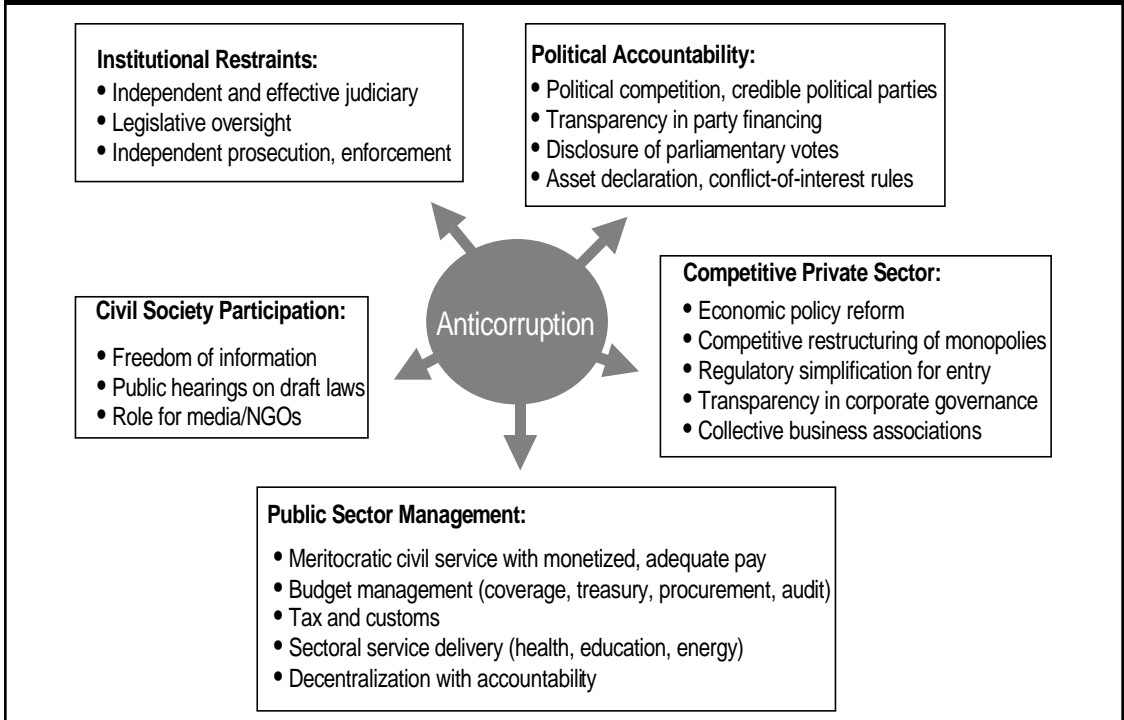 Institutional Restraints:
• Independent and effective judiciary
• Legislative oversight
• Independent prosecution, enforcement
Political Accountability:
• Political competition, credible political parties
• Transparency in party financing
• Disclosure of parliamentary votes
• Asset declaration, conflict-of-interest rules
Civil Society Participation:
• Freedom of information
• Public hearings on draft laws
• Role for media/NGOs
Anticorruption
Competitive Private Sector:
• Economic policy reform
• Competitive restructuring of monopolies
• Regulatory simplification for entry
• Transparency in corporate governance
• Collective business associations
Public Sector Management:
• Meritocratic civil service with monetized, adequate pay
• Budget management (coverage, treasury, procurement, audit)
• Tax and customs
• Sectoral service delivery (health, education, energy)
• Decentralization with accountability